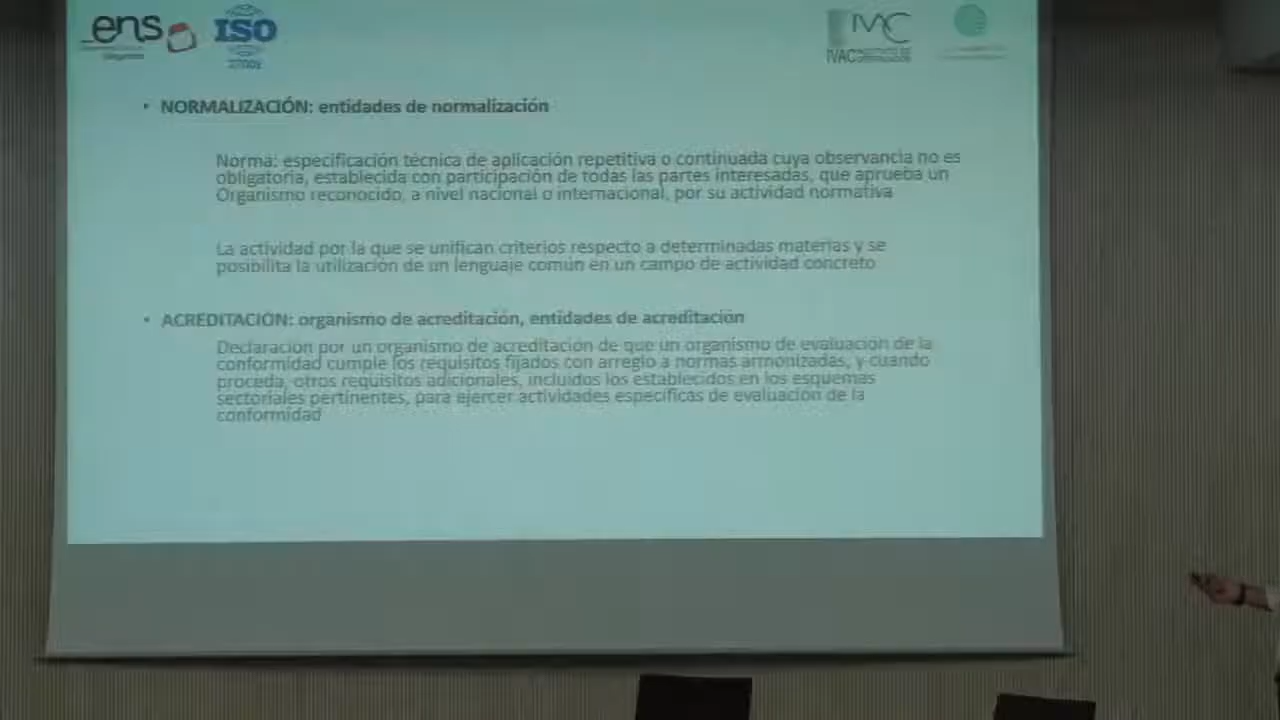 ens
ISO
27001
IVAC
NORMALIZACIÓN: entidades de normalización
Norma: especificación técnica de aplicación repetitiva o continuada cuya observancia no es
obligatoria, establecida con participación de todas las partes interesadas, que aprueba un
Organismo reconocido, a nivel nacional o internacional, por su actividad normativa
La actividad por la que se unifican criterios respecto a determinadas materias y se
posibilita la utilización de un lenguaje común en un campo de actividad concreto
ACREDITACIÓN: organismo de acreditación, entidades de acreditación
Declaración por un organismo de acreditación de que un organismo de evaluación de la
conformidad cumple los requisitos fijados con arreglo a normas armonizadas, y cuando
proceda, otros requisitos adicionales, incluidos los establecidos en los esquemas
sectoriales pertinentes, para ejercer actividades específicas de evaluación de la
conformidad